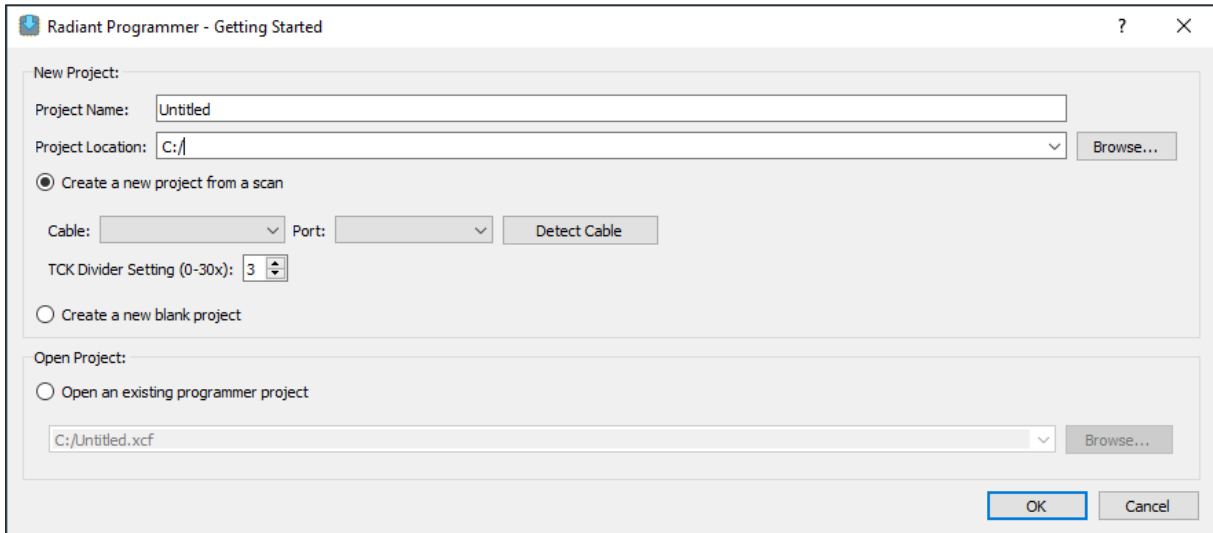 Radiant Programmer - Getting Started
New Project:
Project Name: Untitled
Project Location: C:/ Browse...
Create a new project from a scan
Cable: Port: Detect Cable
TCK Divider Setting (0-30x): 3
Create a new blank project
Open Project:
Open an existing programmer project
C:/Untitled.xcf Browse...
OK Cancel